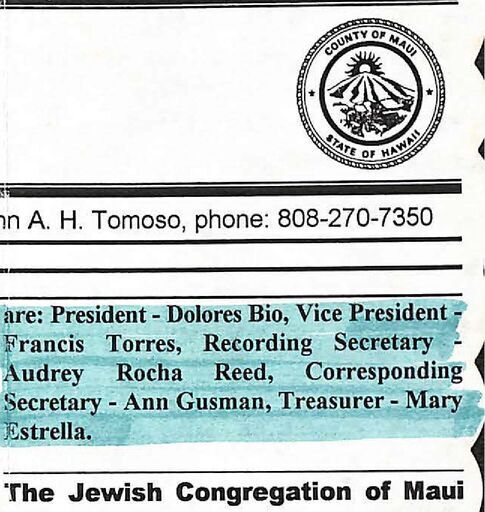 COUNTY OF MAUI
STATE OF HAWAII
A. H. Tomoso, phone: 808-270-7350
are: President - Dolores Bio, Vice President -
Francis Torres, Recording Secretary -
Audrey Rocha Reed, Corresponding
Secretary - Ann Gusman, Treasurer - Mary
Estrella.
The Jewish Congregation of Maui